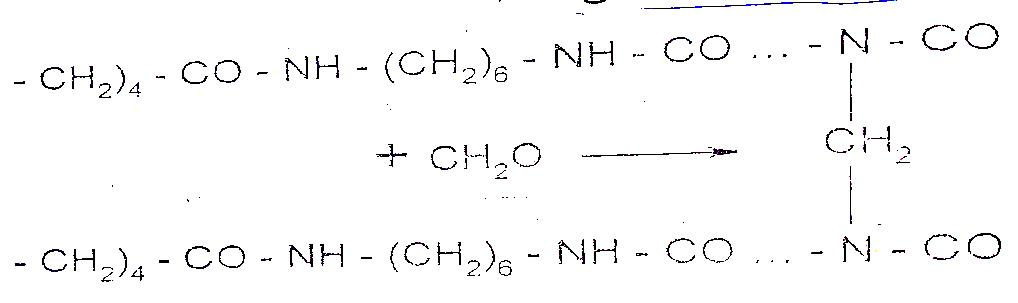 - CH₂)₄ - CO - NH - (CH₂)₆ - NH - CO ... - N - CO
+ CH₂O → CH₂
- CH₂)₄ - CO - NH - (CH₂)₆ - NH - CO ... - N - CO